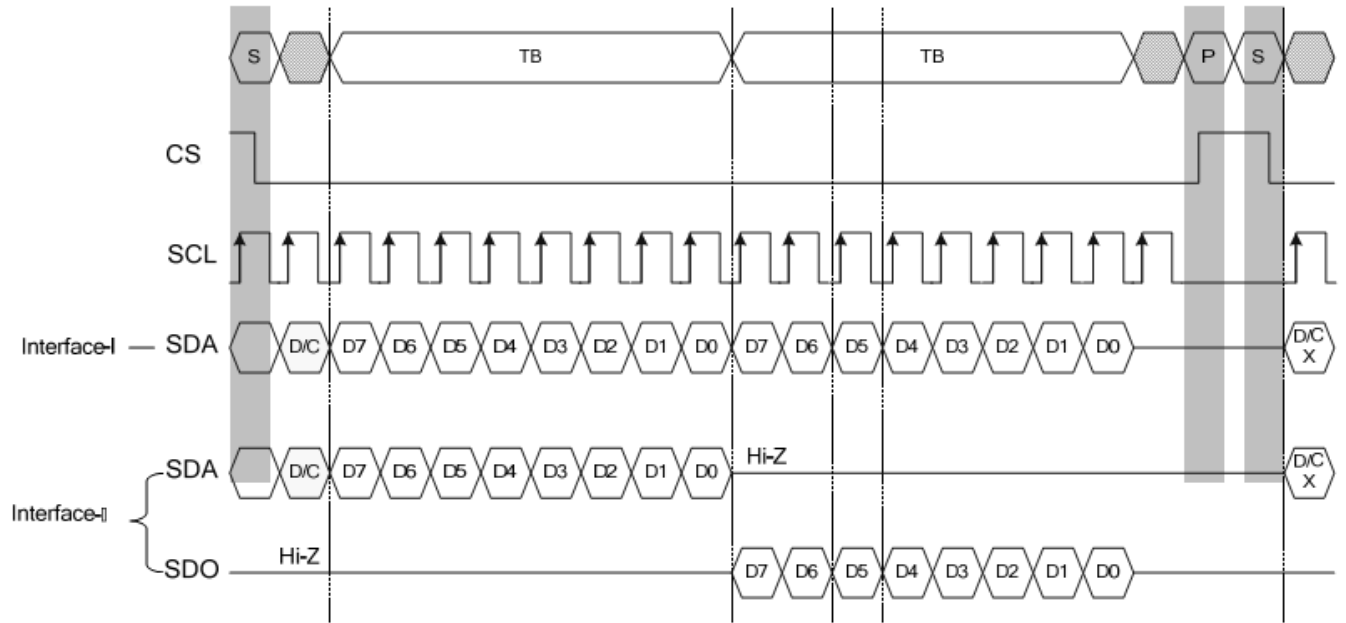 S TB TB P S
CS
SCL
Interface-I SDA D/C D7 D6 D5 D4 D3 D2 D1 D0 D7 D6 D5 D4 D3 D2 D1 D0 D/C
X
SDA D/C D7 D6 D5 D4 D3 D2 D1 D0 Hi-Z D/C
X
Interface-▯
SDO Hi-Z D7 D6 D5 D4 D3 D2 D1 D0